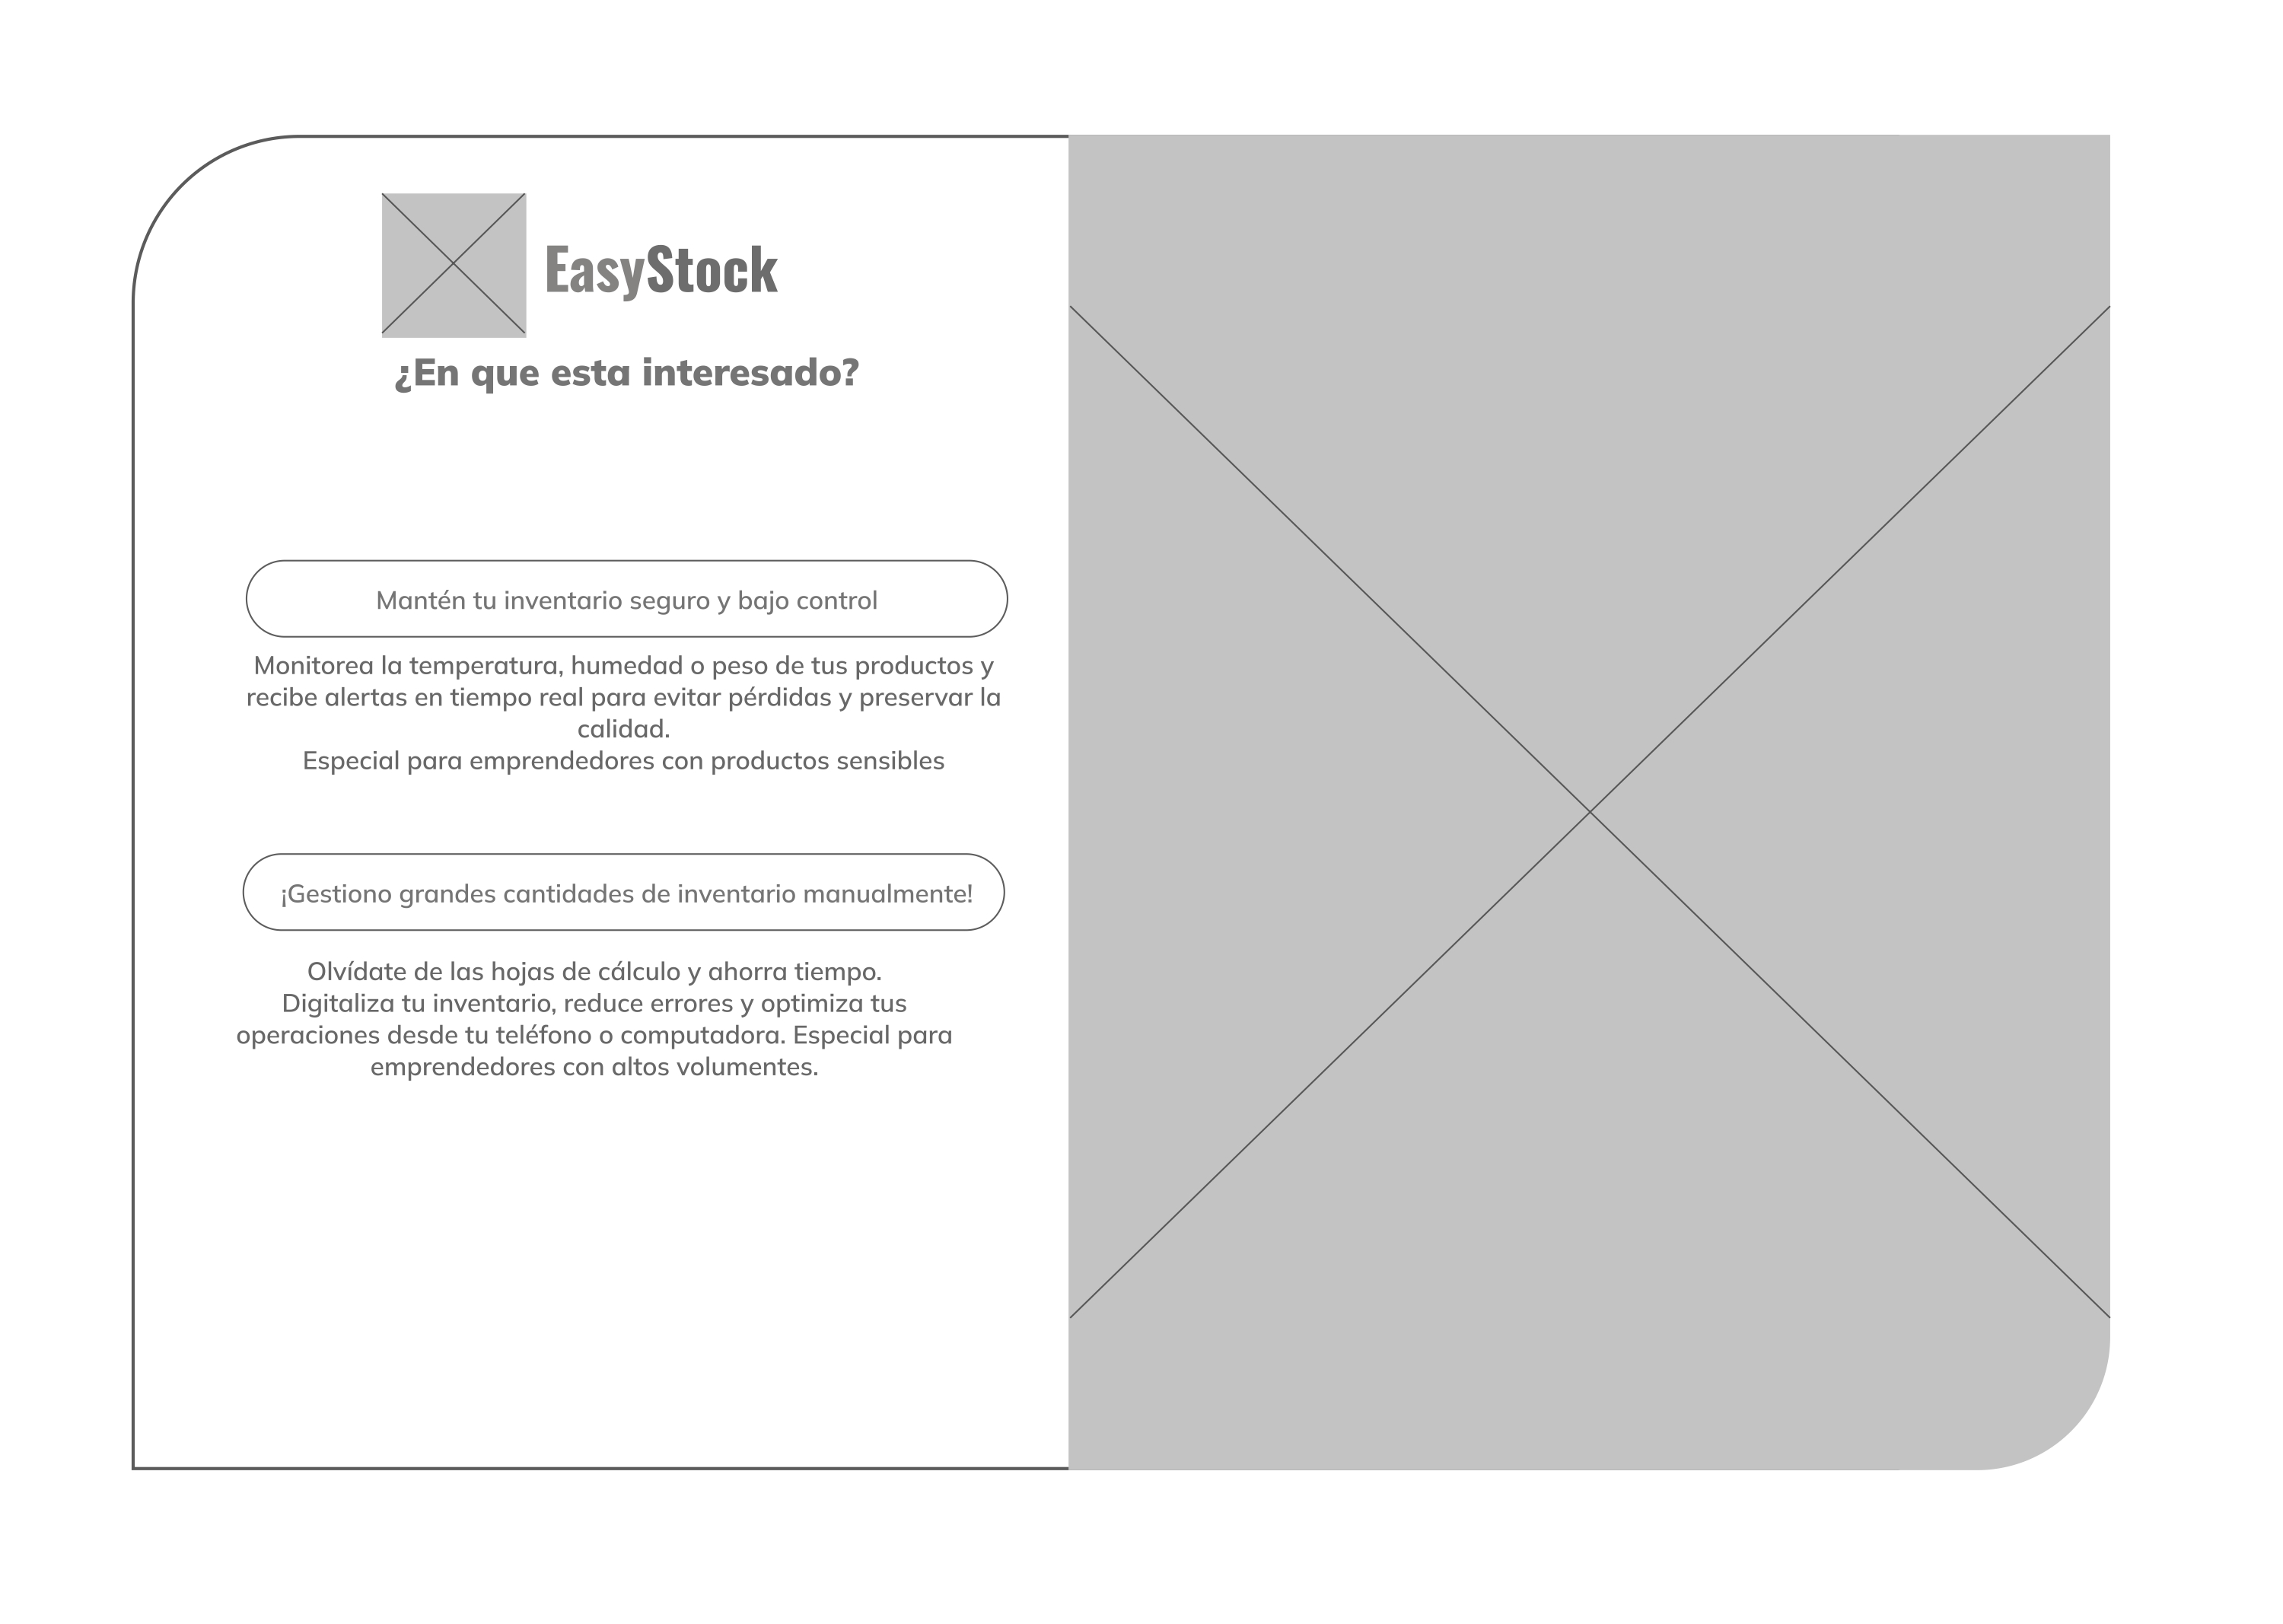 EasyStock
¿En que esta interesado?
Mantén tu inventario seguro y bajo control
Monitorea la temperatura, humedad o peso de tus productos y
recibe alertas en tiempo real para evitar pérdidas y preservar la
calidad.
Especial para emprendedores con productos sensibles
¡Gestiono grandes cantidades de inventario manualmente!
Olvídate de las hojas de cálculo y ahorra tiempo.
Digitaliza tu inventario, reduce errores y optimiza tus
operaciones desde tu teléfono o computadora. Especial para
emprendedores con altos volumentes.